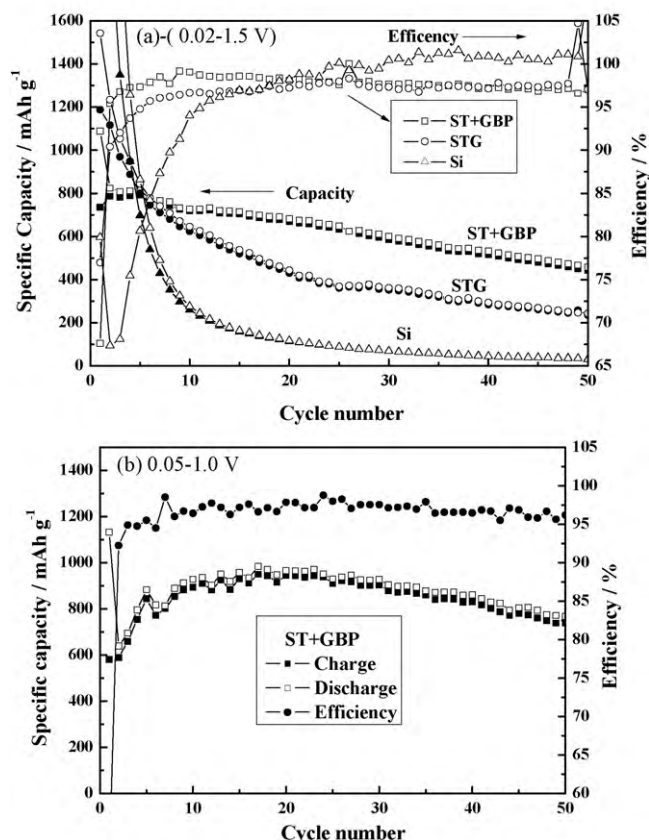 (a)-( 0.02-1.5 V)
Efficency
ST+GBP
STG
Si
Capacity
ST+GBP
STG
Si
1600
1400
1200
1000
800
600
400
200
0
105
100
95
90
85
80
75
70
65
0 10 20 30 40 50
Specific Capacity / mAh g-1
Efficiency / %
Cycle number
(b) 0.05-1.0 V
ST+GBP
Charge
Discharge
Efficiency
1400
1200
1000
800
600
400
200
0
105
100
95
90
85
80
75
70
65
60
0 10 20 30 40 50
Specific capacity / mAh g-1
Efficiency / %
Cycle number